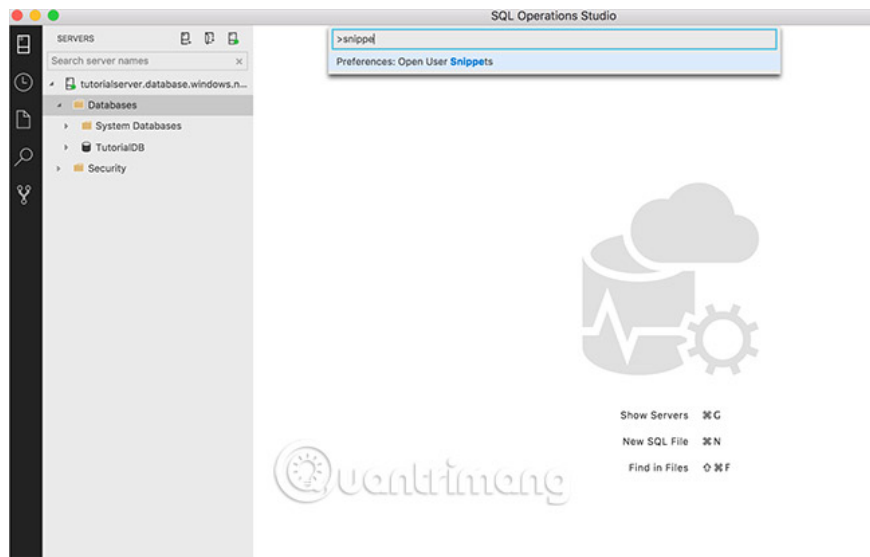 SQL Operations Studio
SERVERS
Search server names
tutorialserver.database.windows.n...
Databases
System Databases
TutorialDB
Security
>snippe
Preferences: Open User Snippets
Show Servers ⌘G
New SQL File ⌘N
Find in Files ⇧⌘F
Quantrimang